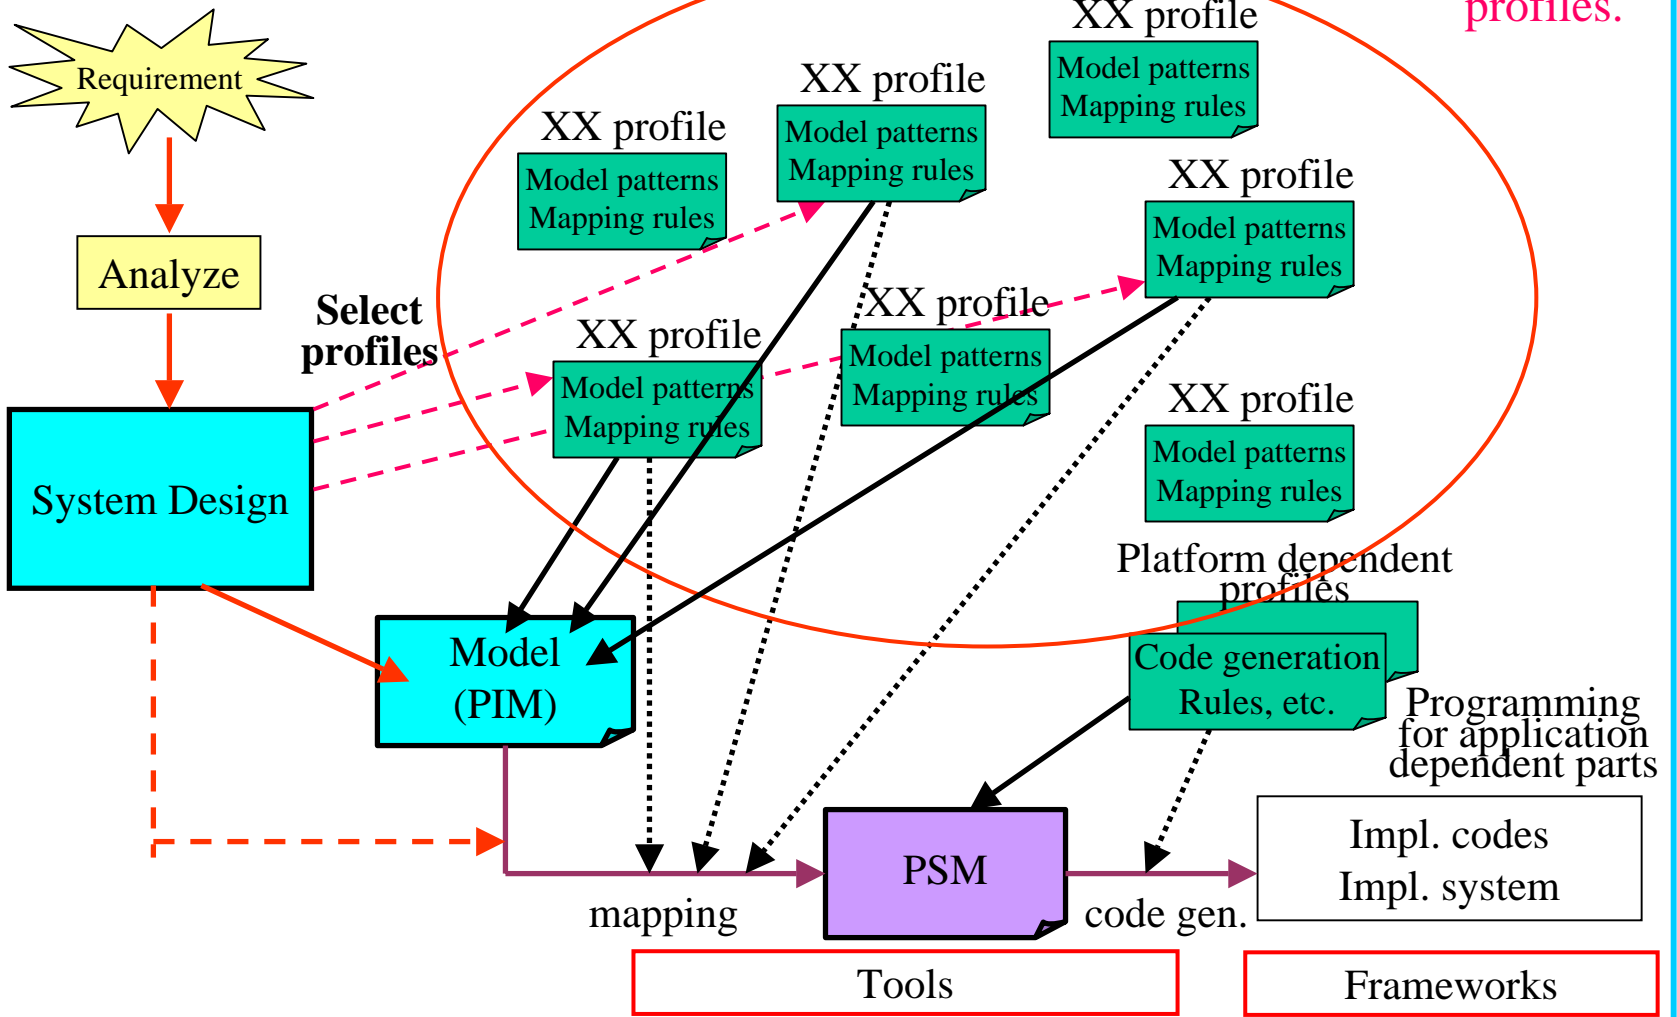 profiles.
XX profile
Model patterns
Mapping rules
Requirement
XX profile
Model patterns
Mapping rules
XX profile
Model patterns
Mapping rules
XX profile
Model patterns
Mapping rules
Analyze
Select
profiles
XX profile
Model patterns
Mapping rules
XX profile
Model patterns
Mapping rules
XX profile
Model patterns
Mapping rules
System Design
Platform dependent
profiles
Code generation
Rules, etc.
Model
(PIM)
Programming
for application
dependent parts
Impl. codes
Impl. system
PSM
mapping
code gen.
Tools
Frameworks